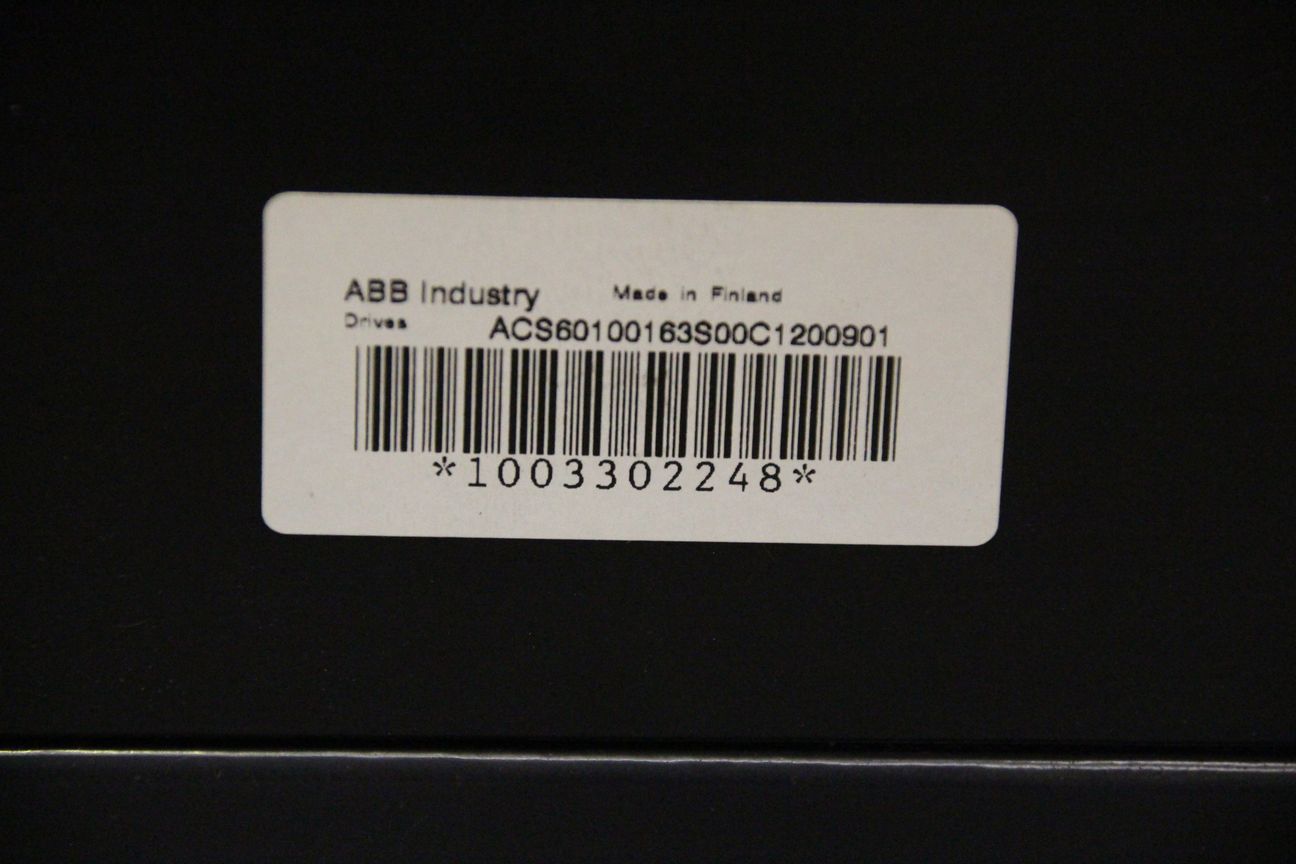 ABB Industry Made in Finland
Drives ACS60100163S00C1200901
*1003302248*